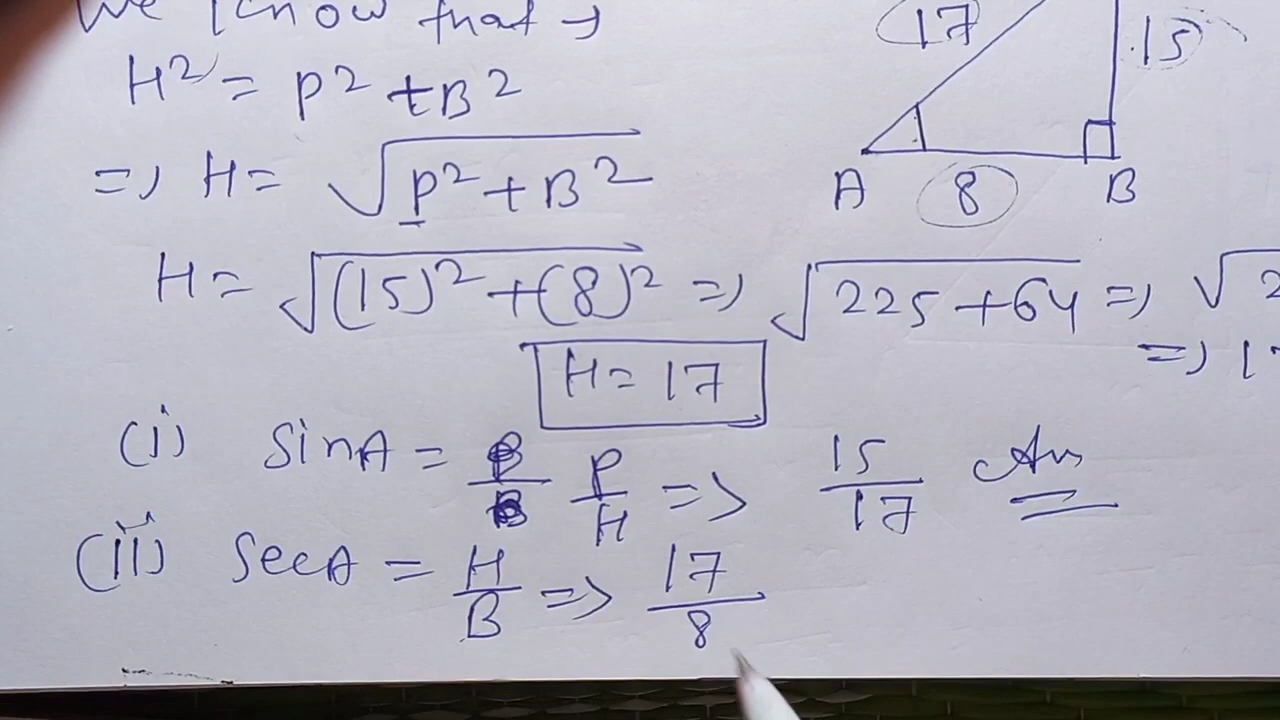 We know that →
H² = P² + B²
=> H = √P² + B²
H = √(15)² + (8)² => √225 + 64 => √2
=> 1
H = 17
(i) SinA = P/H => 15/17 Ans
(ii) SecA = H/B => 17/8
17
15
A 8 B